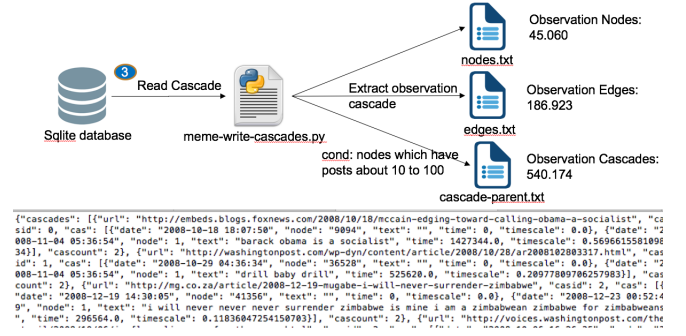 Observation Nodes:
45.060
nodes.txt
3
Read Cascade
Sqlite database
meme-write-cascades.py
Extract observation
cascade
Observation Edges:
186.923
edges.txt
cond: nodes which have
posts about 10 to 100
Observation Cascades:
540.174
cascade-parent.txt
{"cascades": [{"url": "http://embeds.blogs.foxnews.com/2008/10/18/mccain-edging-toward-calling-obama-a-socialist", "ca
sid": 0, "cas": [{"date": "2008-10-18 18:07:50", "node": "9094", "text": "", "time": 0, "timescale": 0.0}, {"date": "2
008-11-04 05:36:54", "node": 1, "text": "barack obama is a socialist", "time": 1427344.0, "timescale": 0.5696615581098
34}], "cascount": 2}, {"url": "http://washingtonpost.com/wp-dyn/content/article/2008/10/28/ar2008102803317.html", "cas
id": 1, "cas": [{"date": "2008-10-29 04:36:34", "node": "36528", "text": "", "time": 0, "timescale": 0.0}, {"date": "2
008-11-04 05:36:54", "node": 1, "text": "drill baby drill", "time": 525620.0, "timescale": 0.20977809706257983}], "cas
count": 2}, {"url": "http://mg.co.za/article/2008-12-19-mugabe-i-will-never-surrender-zimbabwe", "casid": 2, "cas": [{
"date": "2008-12-19 14:30:05", "node": "41356", "text": "", "time": 0, "timescale": 0.0}, {"date": "2008-12-23 00:52:4
9", "node": 1, "text": "i will never never never surrender zimbabwe is mine i am a zimbabwean zimbabwe for zimbabweans
", "time": 296564.0, "timescale": 0.1183604725415070​3}], "cascount": 2}, {"url": "http://voices.washingtonpost.com/the